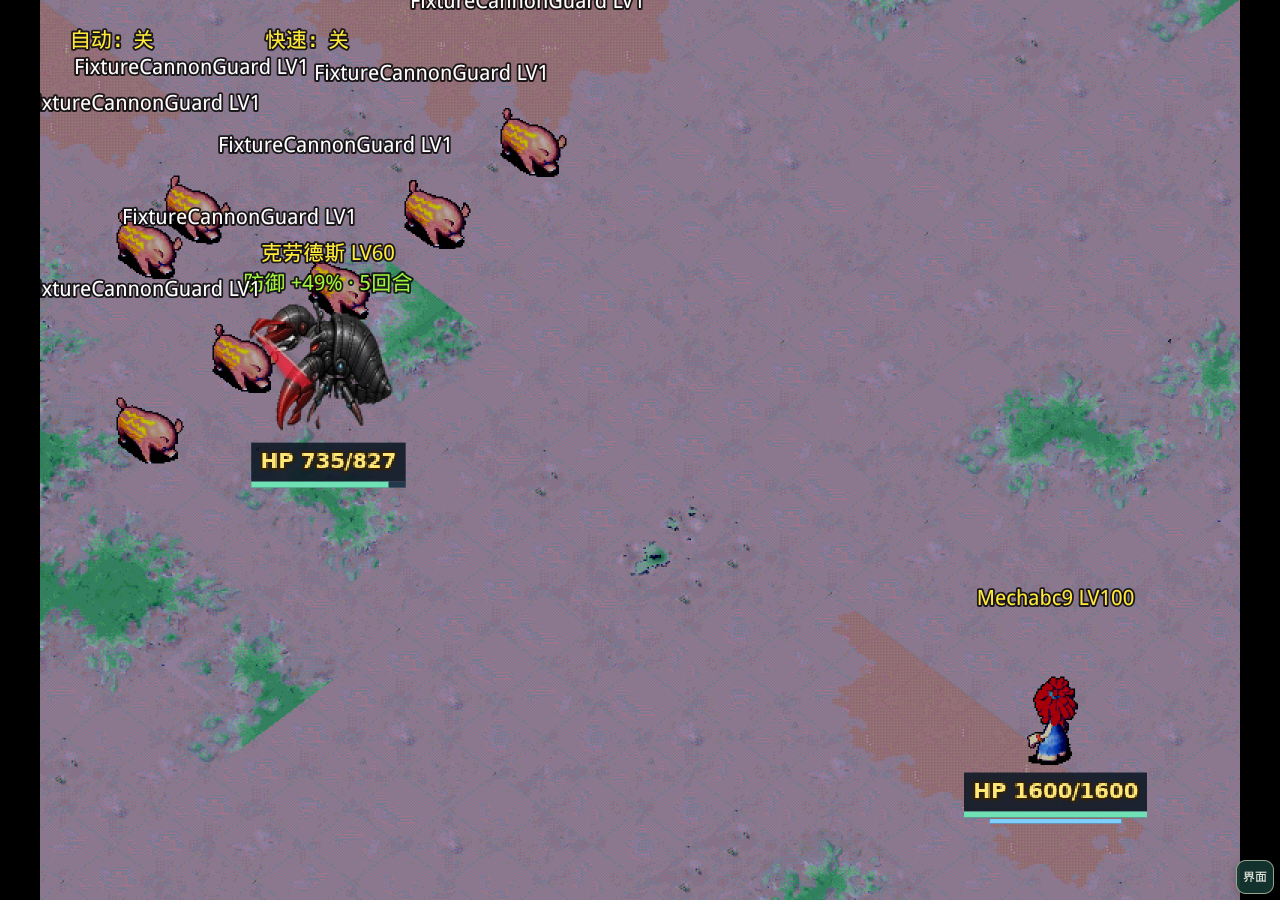 FixtureCannonGuard LV1
自动：关
快速：关
FixtureCannonGuard LV1
FixtureCannonGuard LV1
xtureCannonGuard LV1
FixtureCannonGuard LV1
FixtureCannonGuard LV1
克劳德斯 LV60
防御 +49% · 5回合
xtureCannonGuard LV1
HP 735/827
Mechabc9 LV100
HP 1600/1600
界面